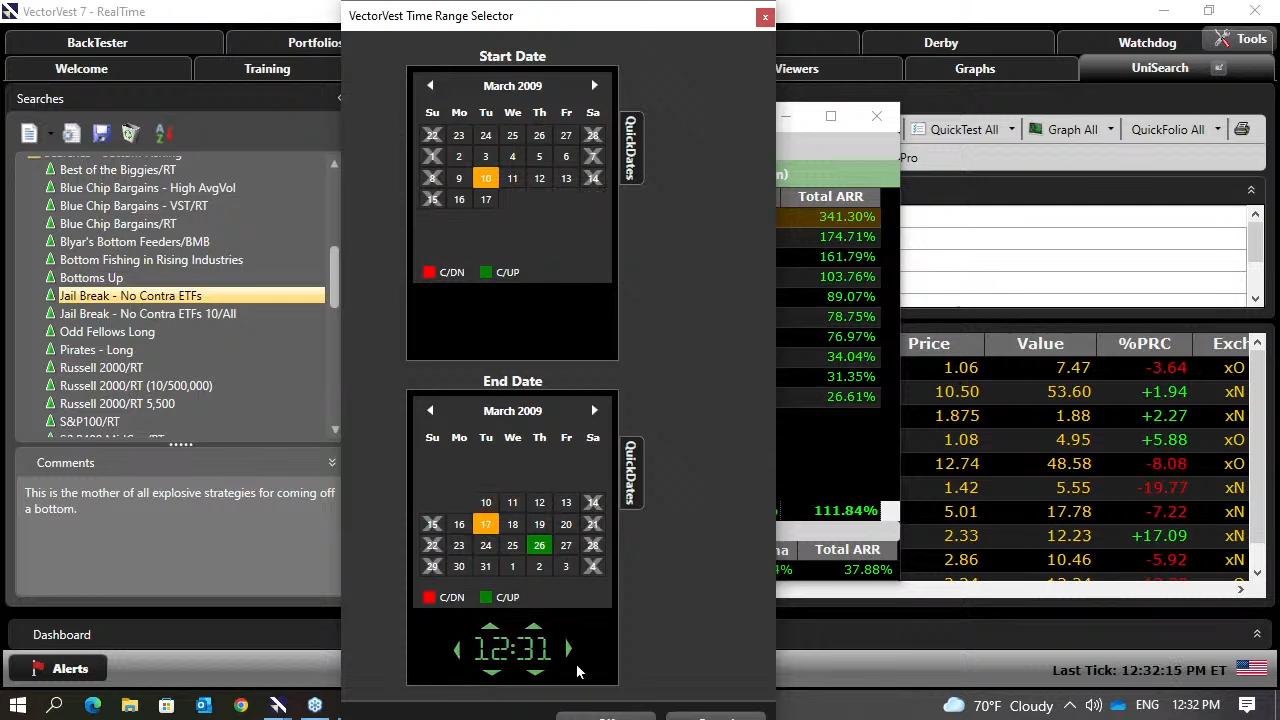 VectorVest 7 - RealTime
VectorVest Time Range Selector
BackTester
Portfolios
Derby
Watchdog
Tools
Welcome
Training
Viewers
Graphs
UniSearch
Searches
QuickTest All
Graph All
QuickFolio All
Pro
Best of the Biggies/RT
Blue Chip Bargains - High AvgVol
Blue Chip Bargains - VST/RT
Blue Chip Bargains/RT
Blyar's Bottom Feeders/BMB
Bottom Fishing in Rising Industries
Bottoms Up
Jail Break - No Contra ETFs
Jail Break - No Contra ETFs 10/All
Odd Fellows Long
Pirates - Long
Russell 2000/RT
Russell 2000/RT (10/500,000)
Russell 2000/RT 5,500
S&P100/RT
Comments
This is the mother of all explosive strategies for coming off
a bottom.
Start Date
March 2009
Su Mo Tu We Th Fr Sa
22 23 24 25 26 27 28
1 2 3 4 5 6 7
8 9 10 11 12 13 14
15 16 17
C/DN C/UP
QuickDates
End Date
March 2009
Su Mo Tu We Th Fr Sa
10 11 12 13 14
15 16 17 18 19 20 21
22 23 24 25 26 27 28
29 30 31 1 2 3 4
C/DN C/UP
QuickDates
12:31
Total ARR
341.30%
174.71%
161.79%
103.76%
89.07%
78.75%
76.97%
34.04%
31.35%
26.61%
111.84%
Total ARR
4% 37.88%
Price Value %PRC Exch
1.06 7.47 -3.64 xO
10.50 53.60 +1.94 xN
1.875 1.88 +2.27 xN
1.08 4.95 +5.88 xO
12.74 48.58 -8.08 xO
1.42 5.55 -19.77 xN
5.01 17.78 -7.22 xN
2.33 12.23 +17.09 xN
2.86 10.46 -5.92 xN
Dashboard
Alerts
Last Tick: 12:32:15 PM ET
70°F Cloudy
ENG
12:32 PM